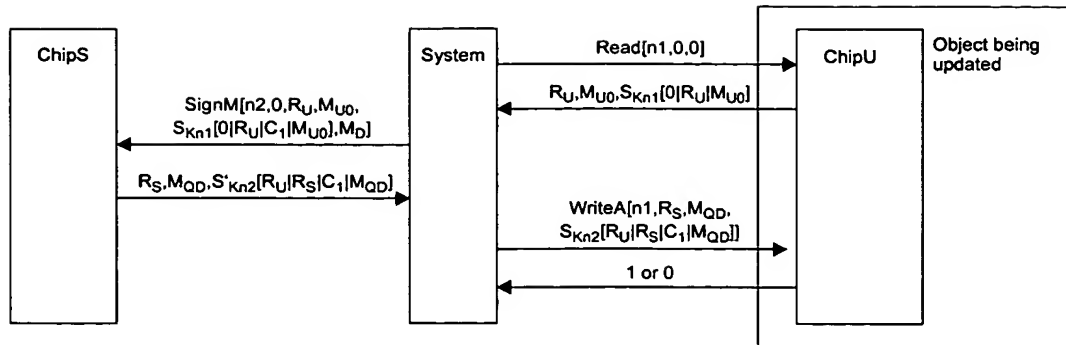 ChipS
System
ChipU
Object being
updated
Read[n1,0,0]
R_U,M_U0,S_Kn1[0|R_U|M_U0]
SignM[n2,0,R_U,M_U0,
S_Kn1[0|R_U|C_1|M_U0],M_D]
R_S,M_QD,S'_Kn2[R_U|R_S|C_1|M_QD]
WriteA[n1,R_S,M_QD,
S_Kn2[R_U|R_S|C_1|M_QD]]
1 or 0